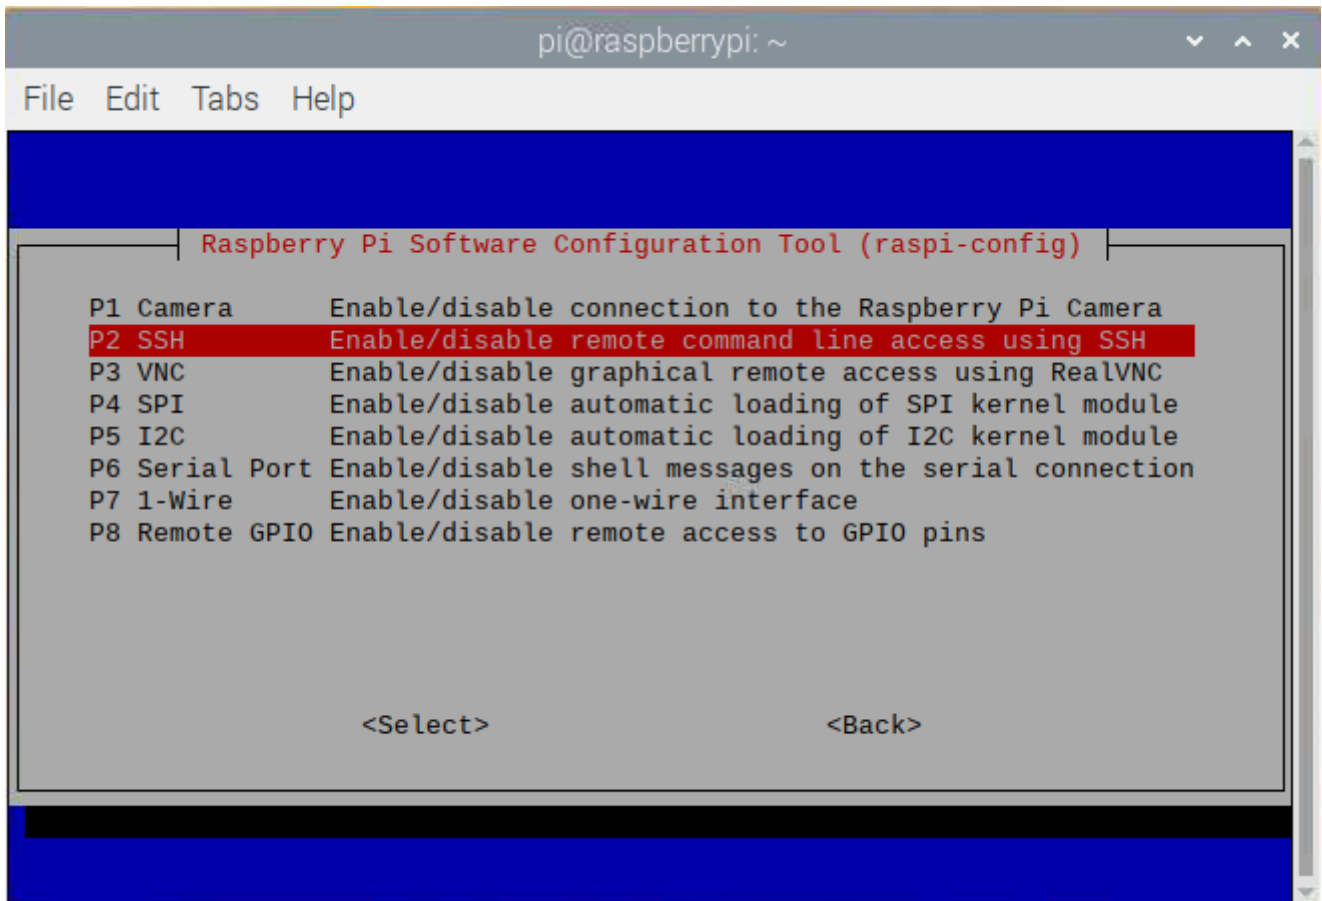 pi@raspberrypi: ~
File Edit Tabs Help
Raspberry Pi Software Configuration Tool (raspi-config)
P1 Camera Enable/disable connection to the Raspberry Pi Camera
P2 SSH Enable/disable remote command line access using SSH
P3 VNC Enable/disable graphical remote access using RealVNC
P4 SPI Enable/disable automatic loading of SPI kernel module
P5 I2C Enable/disable automatic loading of I2C kernel module
P6 Serial Port Enable/disable shell messages on the serial connection
P7 1-Wire Enable/disable one-wire interface
P8 Remote GPIO Enable/disable remote access to GPIO pins
<Select> <Back>